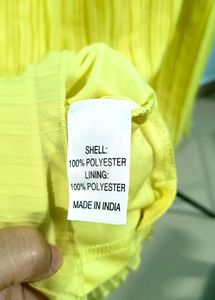 SHELL:
100% POLYESTER
LINING:
100% POLYESTER
MADE IN INDIA